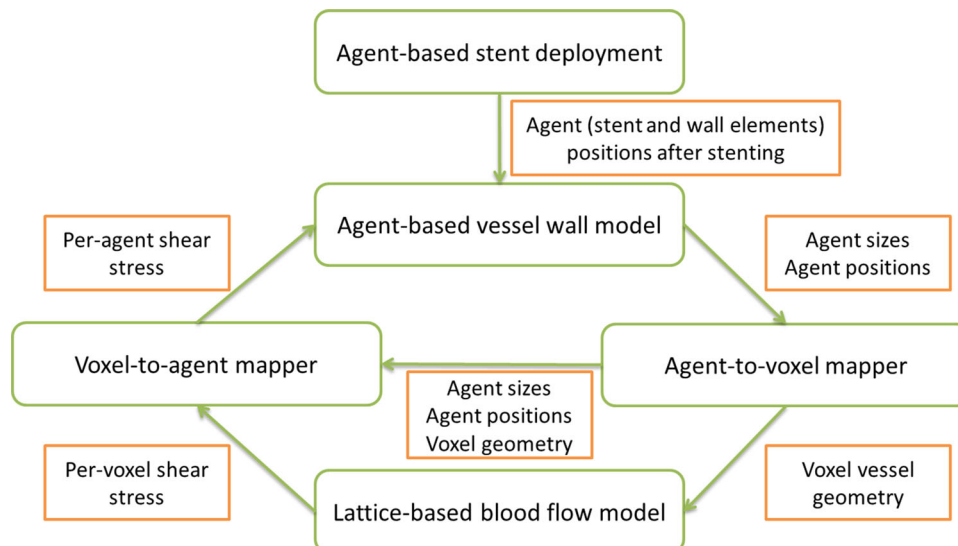 Agent-based stent deployment
Agent (stent and wall elements)
positions after stenting
Agent-based vessel wall model
Per-agent shear
stress
Agent sizes
Agent positions
Voxel-to-agent mapper
Agent-to-voxel mapper
Agent sizes
Agent positions
Voxel geometry
Per-voxel shear
stress
Voxel vessel
geometry
Lattice-based blood flow model